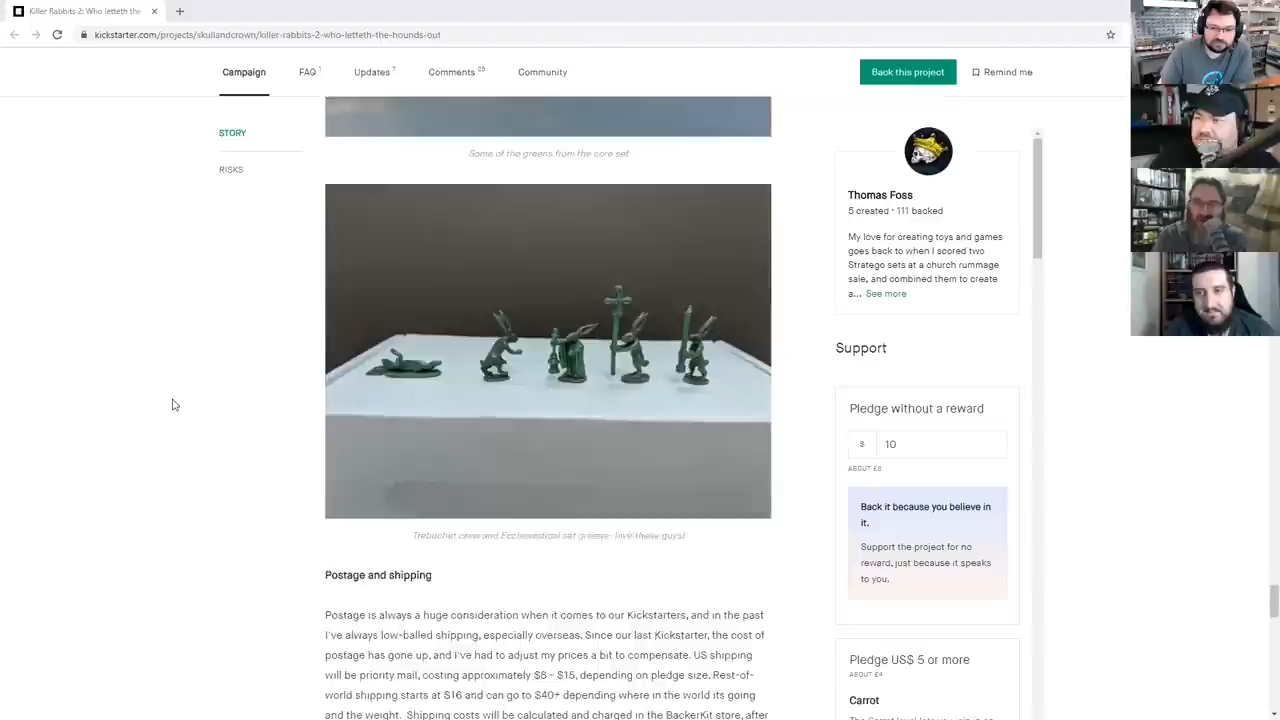 Killer Rabbits 2: Who letteth the
kickstarter.com/projects/skullandcrown/killer-rabbits-2-who-letteth-the-hounds-out
Campaign FAQ 1 Updates 7 Comments 25 Community Back this project Remind me
STORY
RISKS
Some of the greens from the core set
Trebuchet crew and Ecclesiastical set greens- love these guys!
Postage and shipping
Postage is always a huge consideration when it comes to our Kickstarters, and in the past
I've always low-balled shipping, especially overseas. Since our last Kickstarter, the cost of
postage has gone up, and I've had to adjust my prices a bit to compensate. US shipping
will be priority mail, costing approximately $8 - $15, depending on pledge size. Rest-of-
world shipping starts at $16 and can go to $40+ depending where in the world its going
and the weight. Shipping costs will be calculated and charged in the BackerKit store, after
Thomas Foss
5 created · 111 backed
My love for creating toys and games
goes back to when I scored two
Stratego sets at a church rummage
sale, and combined them to create
a... See more
Support
Pledge without a reward
$ 10
ABOUT £8
Back it because you believe in
it.
Support the project for no
reward, just because it speaks
to you.
Pledge US$ 5 or more
ABOUT £4
Carrot